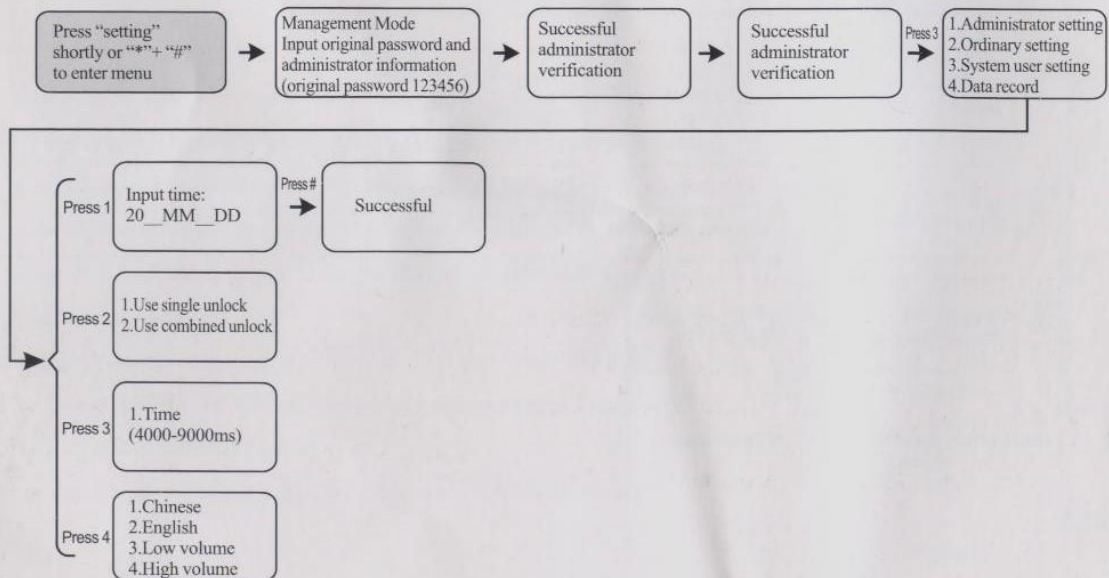 Press “setting”
shortly or “*”+ “#”
to enter menu
Management Mode
Input original password and
administrator information
(original password 123456)
Successful
administrator
verification
Successful
administrator
verification
Press 3
1.Administrator setting
2.Ordinary setting
3.System user setting
4.Data record
Press 1
Input time:
20__MM__DD
Press #
Successful
Press 2
1.Use single unlock
2.Use combined unlock
Press 3
1.Time
(4000-9000ms)
Press 4
1.Chinese
2.English
3.Low volume
4.High volume